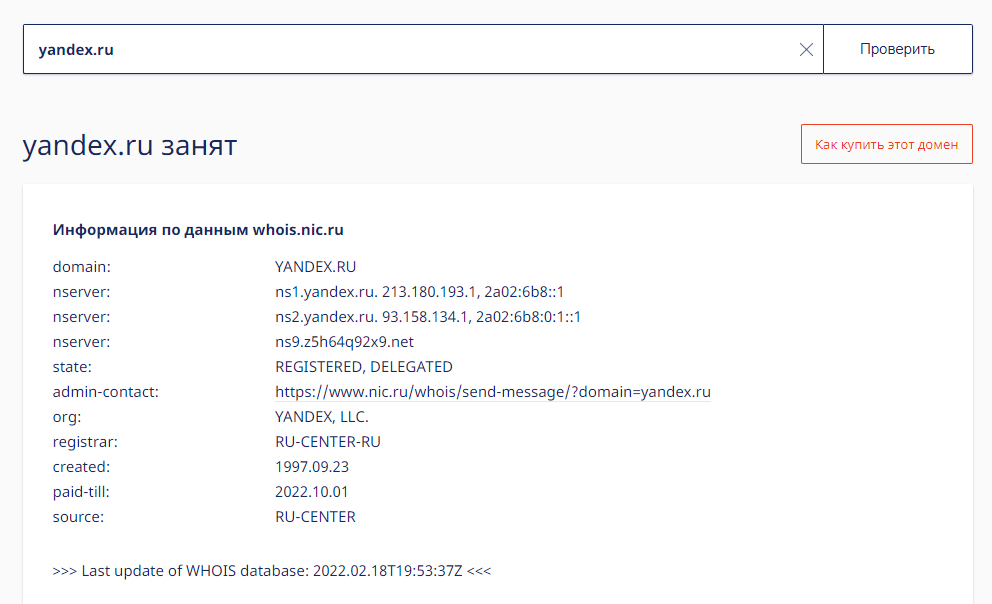 yandex.ru
Проверить
yandex.ru занят
Как купить этот домен
Информация по данным whois.nic.ru
domain: YANDEX.RU
nserver: ns1.yandex.ru. 213.180.193.1, 2a02:6b8::1
nserver: ns2.yandex.ru. 93.158.134.1, 2a02:6b8:0:1::1
nserver: ns9.z5h64q92x9.net
state: REGISTERED, DELEGATED
admin-contact: https://www.nic.ru/whois/send-message/?domain=yandex.ru
org: YANDEX, LLC.
registrar: RU-CENTER-RU
created: 1997.09.23
paid-till: 2022.10.01
source: RU-CENTER
>>> Last update of WHOIS database: 2022.02.18T19:53:37Z <<<